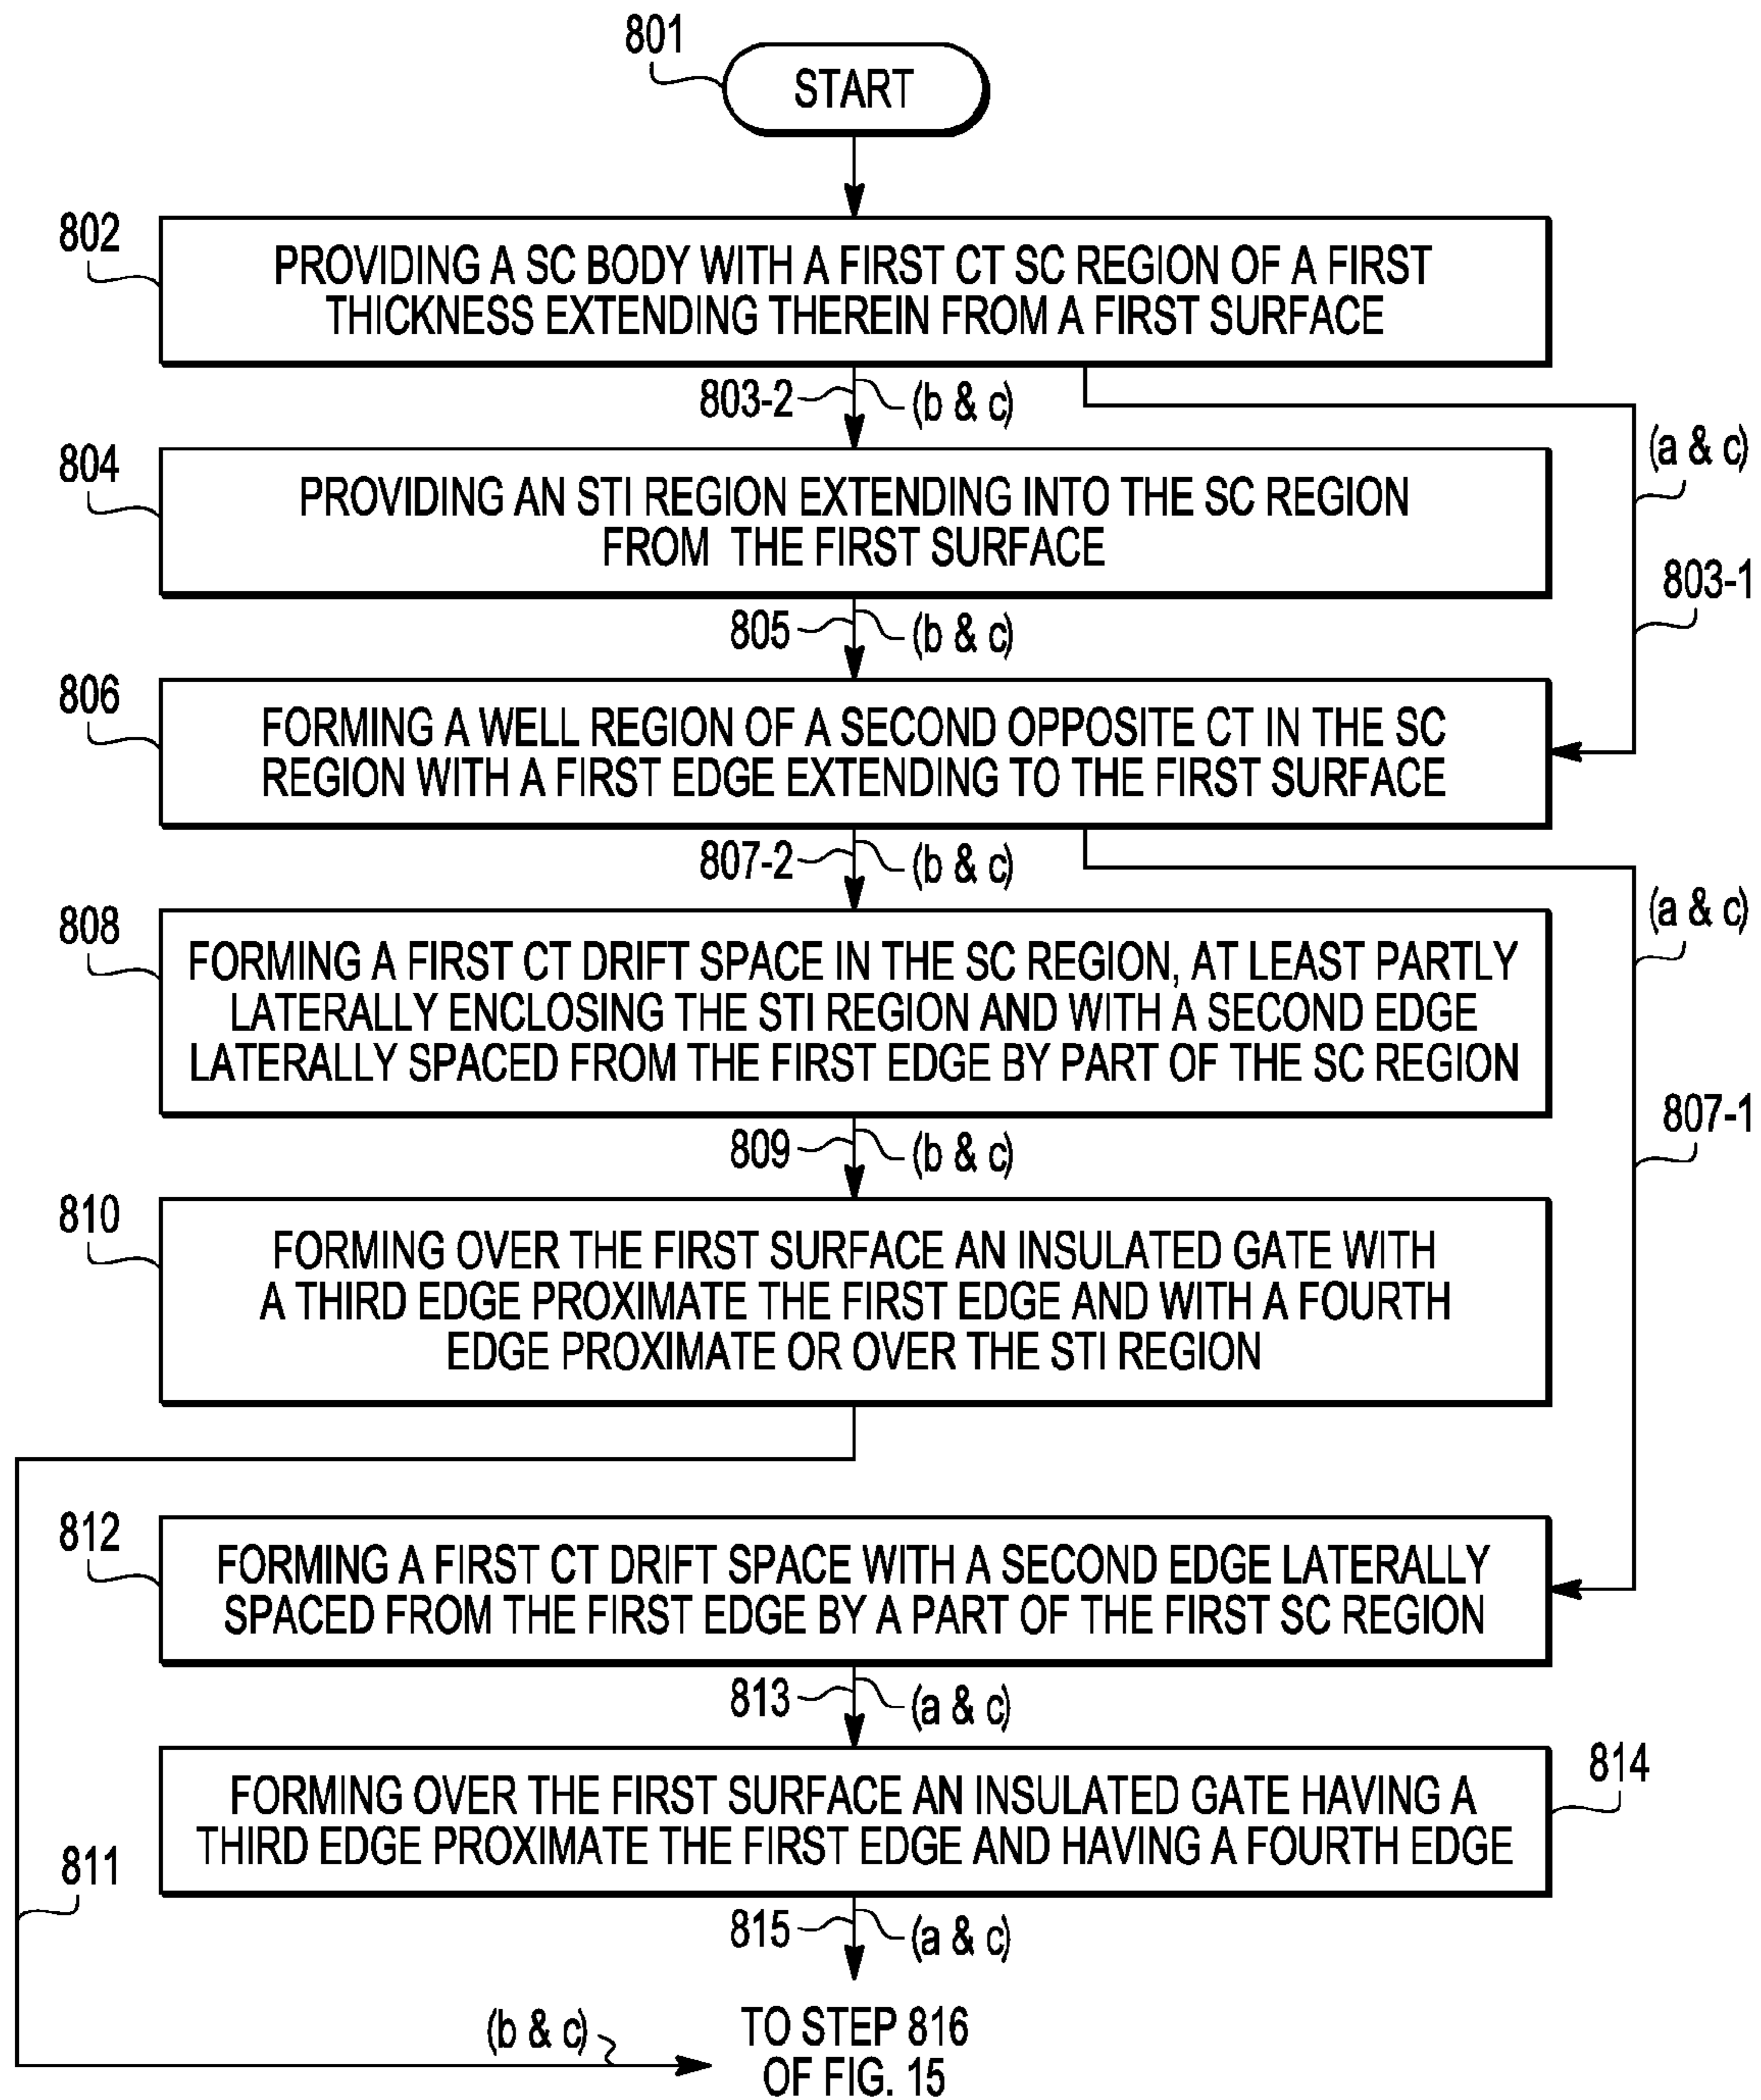 801
START
802
PROVIDING A SC BODY WITH A FIRST CT SC REGION OF A FIRST
THICKNESS EXTENDING THEREIN FROM A FIRST SURFACE
803-2
(b & c)
(a & c)
803-1
804
PROVIDING AN STI REGION EXTENDING INTO THE SC REGION
FROM THE FIRST SURFACE
805
(b & c)
806
FORMING A WELL REGION OF A SECOND OPPOSITE CT IN THE SC
REGION WITH A FIRST EDGE EXTENDING TO THE FIRST SURFACE
807-2
(b & c)
(a & c)
807-1
808
FORMING A FIRST CT DRIFT SPACE IN THE SC REGION, AT LEAST PARTLY
LATERALLY ENCLOSING THE STI REGION AND WITH A SECOND EDGE
LATERALLY SPACED FROM THE FIRST EDGE BY PART OF THE SC REGION
809
(b & c)
810
FORMING OVER THE FIRST SURFACE AN INSULATED GATE WITH
A THIRD EDGE PROXIMATE THE FIRST EDGE AND WITH A FOURTH
EDGE PROXIMATE OR OVER THE STI REGION
812
FORMING A FIRST CT DRIFT SPACE WITH A SECOND EDGE LATERALLY
SPACED FROM THE FIRST EDGE BY A PART OF THE FIRST SC REGION
813
(a & c)
814
FORMING OVER THE FIRST SURFACE AN INSULATED GATE HAVING A
THIRD EDGE PROXIMATE THE FIRST EDGE AND HAVING A FOURTH EDGE
811
815
(a & c)
(b & c)
TO STEP 816
OF FIG. 15